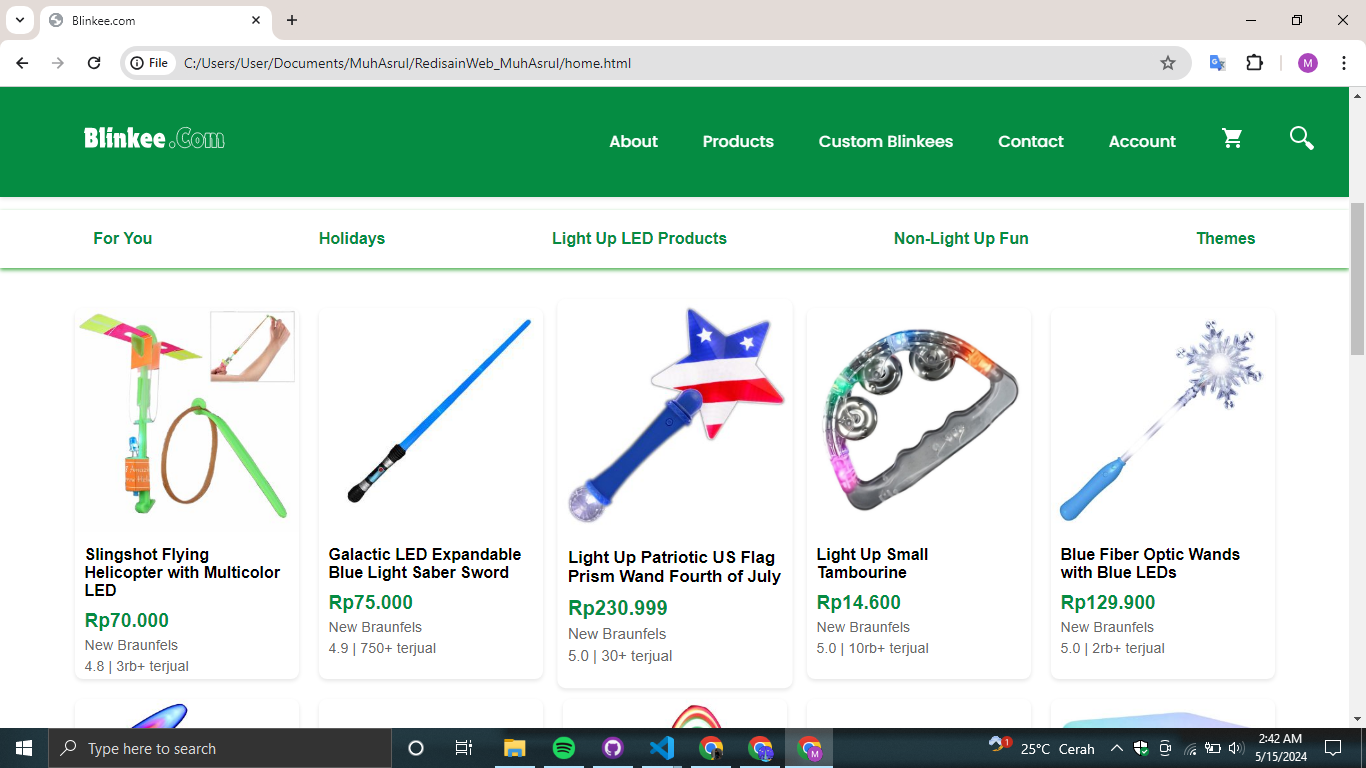 Blinkee.com
File
C:/Users/User/Documents/MuhAsrul/RedisainWeb_MuhAsrul/home.html
M
Blinkee.Com
About
Products
Custom Blinkees
Contact
Account
For You
Holidays
Light Up LED Products
Non-Light Up Fun
Themes
Slingshot Flying
Helicopter with Multicolor
LED
Rp70.000
New Braunfels
4.8 | 3rb+ terjual
Galactic LED Expandable
Blue Light Saber Sword
Rp75.000
New Braunfels
4.9 | 750+ terjual
Light Up Patriotic US Flag
Prism Wand Fourth of July
Rp230.999
New Braunfels
5.0 | 30+ terjual
Light Up Small
Tambourine
Rp14.600
New Braunfels
5.0 | 10rb+ terjual
Blue Fiber Optic Wands
with Blue LEDs
Rp129.900
New Braunfels
5.0 | 2rb+ terjual
Type here to search
M
1
25°C Cerah
2:42 AM
5/15/2024